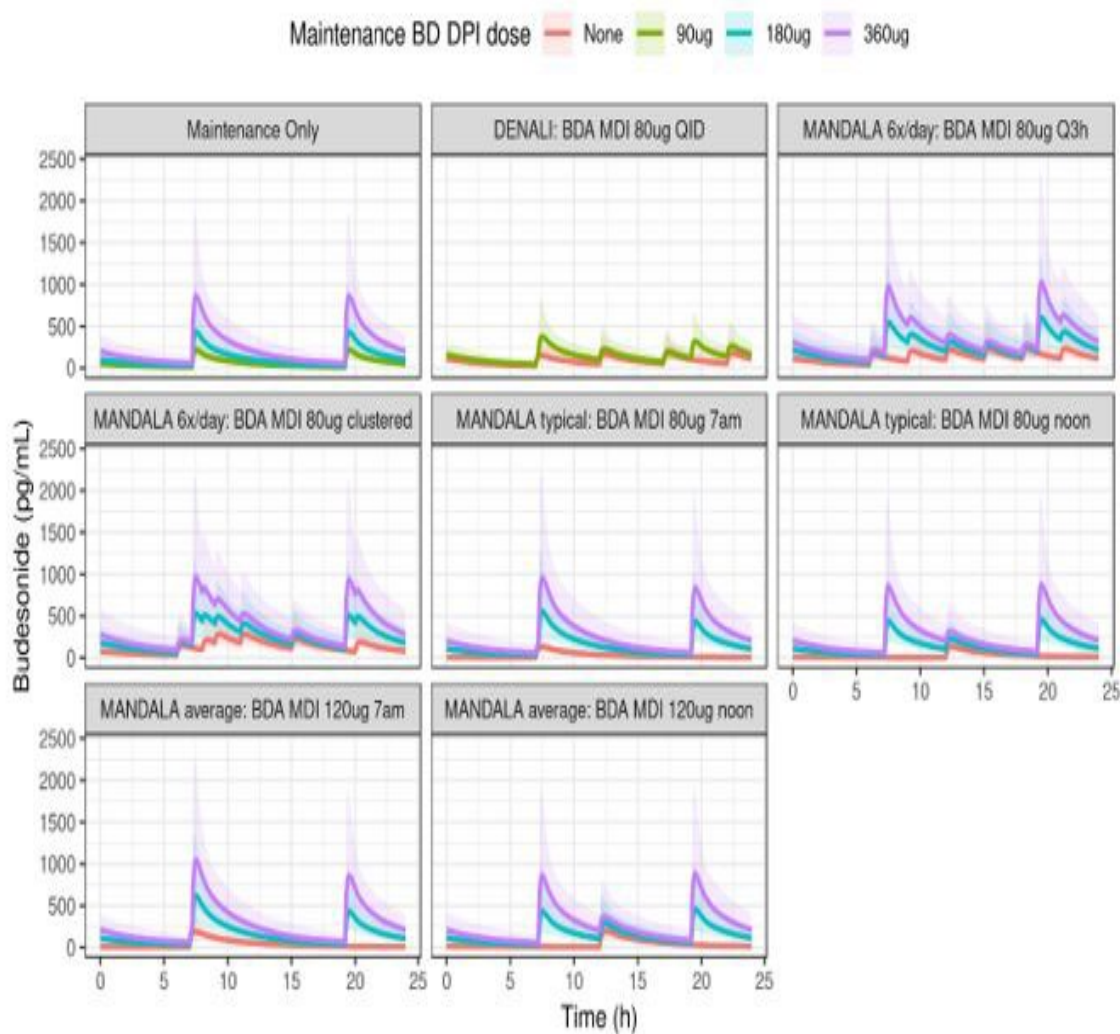 Maintenance BD DPI dose None 90ug 180ug 360ug
Maintenance Only
DENALI: BDA MDI 80ug QID
MANDALA 6x/day: BDA MDI 80ug Q3h
2500
2000
1500
1000
500
0
MANDALA 6x/day: BDA MDI 80ug clustered
MANDALA typical: BDA MDI 80ug 7am
MANDALA typical: BDA MDI 80ug noon
2500
2000
1500
1000
500
0
0 5 10 15 20 25
MANDALA average: BDA MDI 120ug 7am
MANDALA average: BDA MDI 120ug noon
2500
2000
1500
1000
500
0
0 5 10 15 20 25
0 5 10 15 20 25
Budesonide (pg/mL)
Time (h)